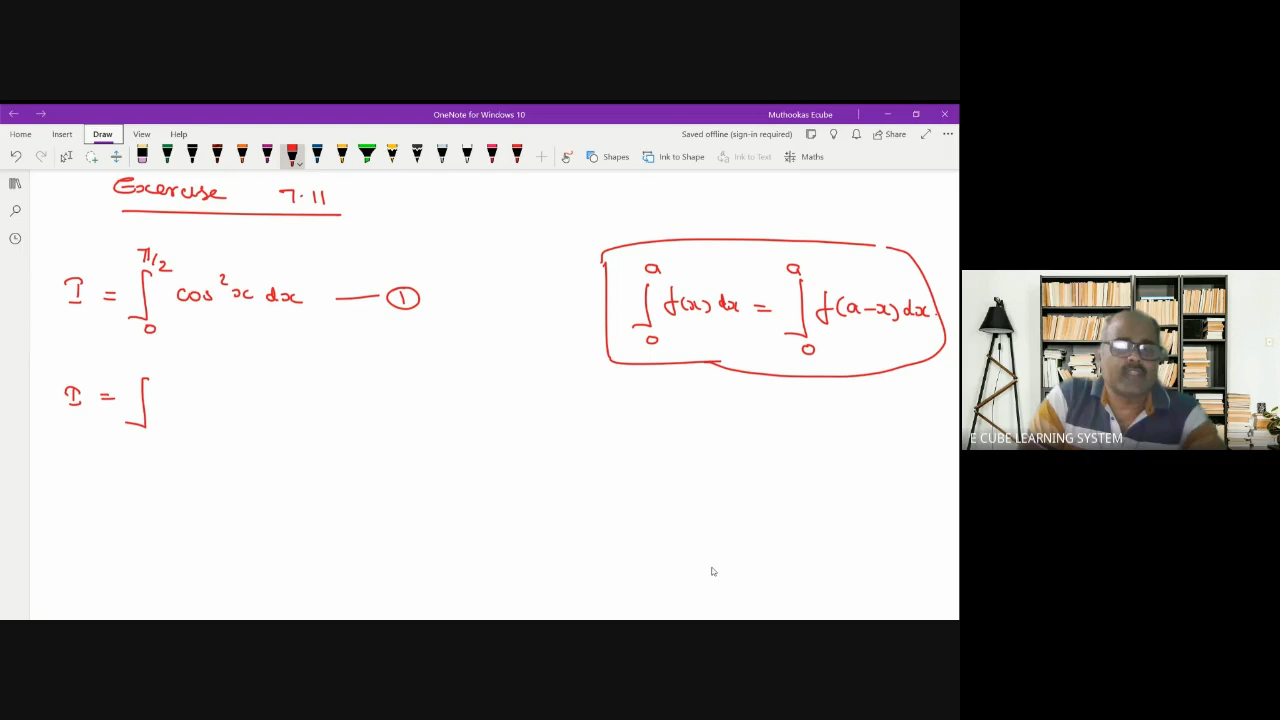 OneNote for Windows 10
Muthookas Ecube
Home Insert Draw View Help
Saved offline (sign-in required) Share
Shapes Ink to Shape Ink to Text Maths
Exercise 7.11
I = ∫₀^(π/2) cos²x dx —— ①
∫₀^a f(x) dx = ∫₀^a f(a-x) dx.
I = ∫
E CUBE LEARNING SYSTEM